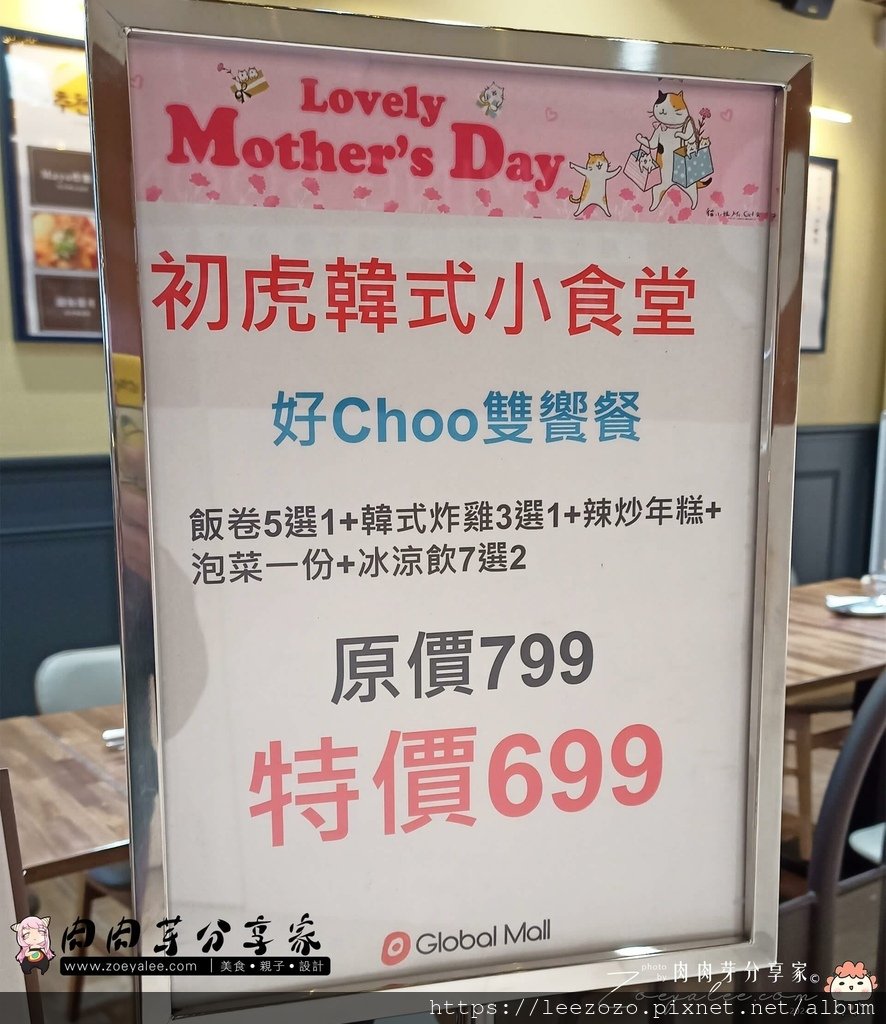 Lovely
Mother's Day
初虎韓式小食堂
好Choo雙饗餐
飯卷5選1+韓式炸雞3選1+辣炒年糕+
泡菜一份+冰涼飲7選2
原價799
特價699
Global Mall
肉肉芽分享家
www.zoeyalee.com | 美食•親子•設計
photo by 肉肉芽分享家©
Zoeyalee.com
https://leezozo.pixnet.net/album